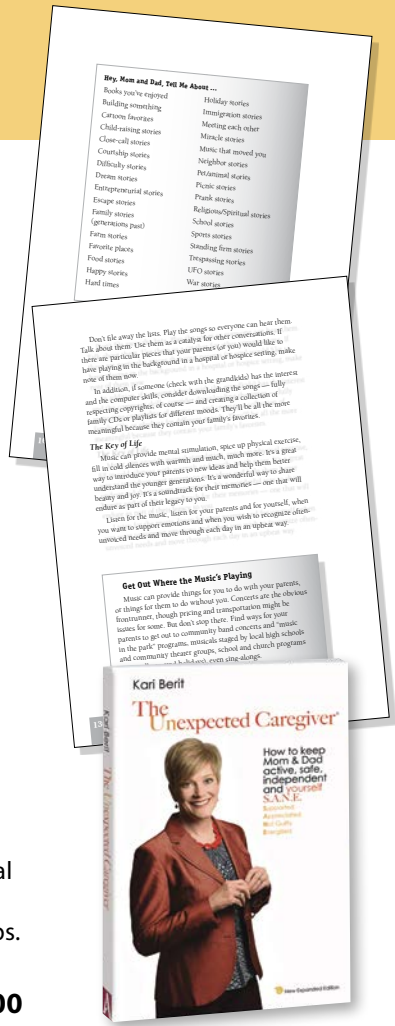 Hey, Mom and Dad, Tell Me About ...
Books you've enjoyed
Building something
Cartoon favorites
Child-raising stories
Close-call stories
Courtship stories
Difficulty stories
Dream stories
Entrepreneurial stories
Escape stories
Family stories
(generations past)
Farm stories
Favorite places
Food stories
Happy stories
Hard times
Holiday stories
Immigration stories
Meeting each other
Miracle stories
Music that moved you
Neighbor stories
Pet/animal stories
Picnic stories
Prank stories
Religious/Spiritual stories
School stories
Sports stories
Standing firm stories
Trespassing stories
UFO stories
War stories
Don't file away the lists. Play the songs so everyone can hear them.
Talk about them. Use them as a catalyst for other conversations. If
there are particular pieces that your parents (or you) would like to
have playing in the background in a hospital or hospice setting, make
note of them now.
In addition, if someone (check with the grandkids) has the interest
and the computer skills, consider downloading the songs — fully
respecting copyrights, of course — and creating a collection of
family CDs or playlists for different moods. They'll be all the more
meaningful because they contain your family's favorites.
The Key of Life
Music can provide mental stimulation, spice up physical exercise,
fill in cold silences with warmth and much, much more. It's a great
way to introduce your parents to new ideas and help them better
understand the younger generations. It's a wonderful way to share
beauty and joy. It's a soundtrack for their memories — one that will
endure as part of their legacy to you.
Listen for the music, listen for your parents and for yourself, when
you want to support emotions and when you wish to recognize often-
unvoiced needs and move through each day in an upbeat way.
Get Out Where the Music's Playing
Music can provide things for you to do with your parents,
or things for them to do without you. Concerts are the obvious
frontrunner, though pricing and transportation might be
issues for some. But don't stop there. Find ways for your
parents to get out to community band concerts and "music
in the park" programs, musicals staged by local high schools
and community theater groups, school and church programs
holidays), even sing-alongs.
13
Kari Berit
The Unexpected Caregiver
How to keep
Mom & Dad
active, safe,
independent
and yourself
S.A.N.E.
Supported
Appreciated
Not Guilty
Energized
New Expanded Edition
The Unexpected Caregiver
al
os.
00